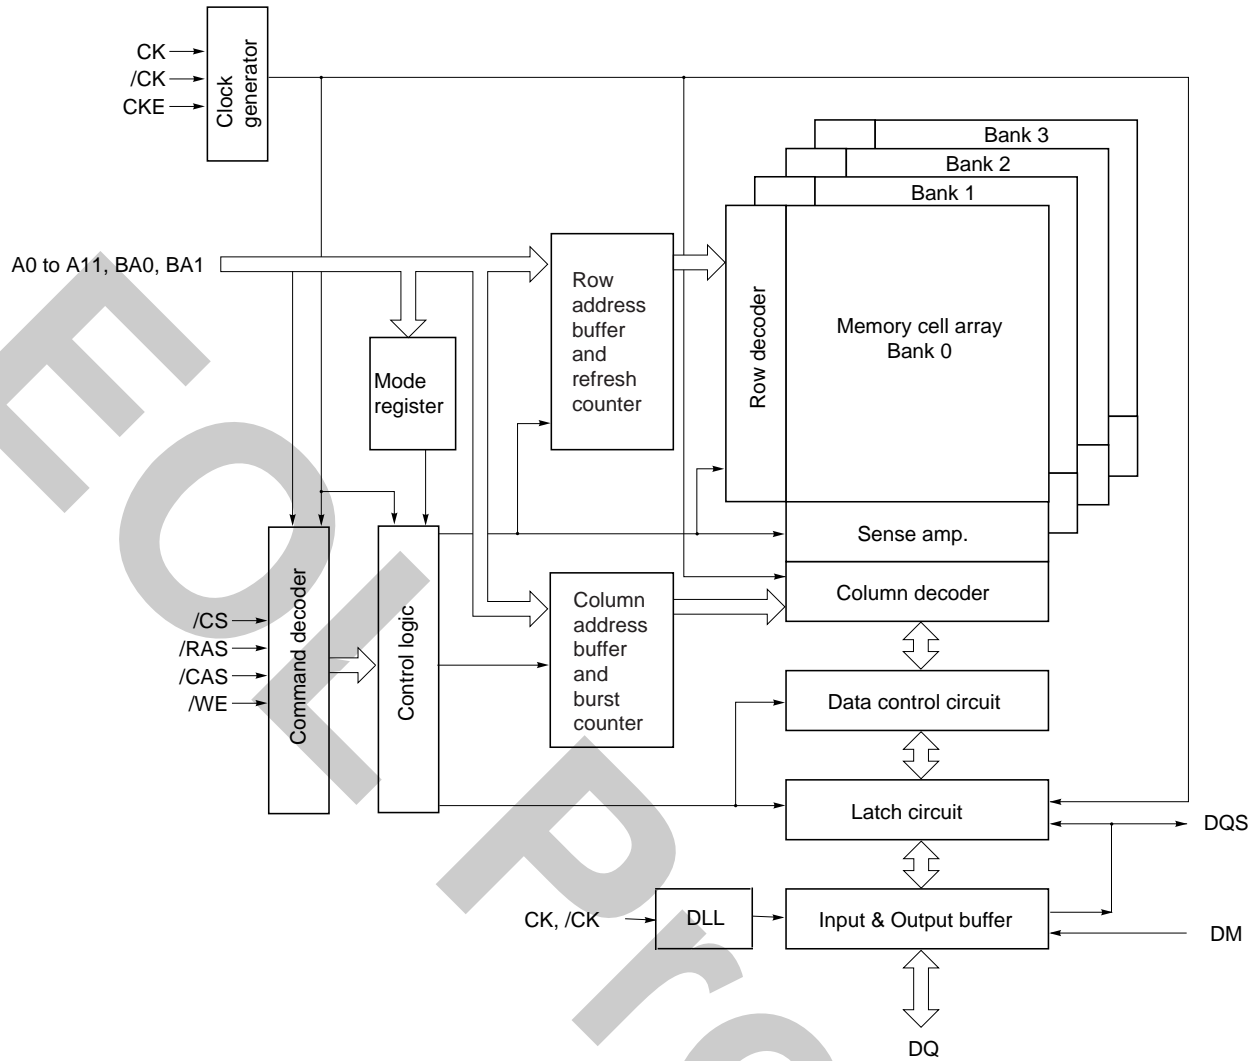 CK
/CK
CKE
Clock
generator
Bank 3
Bank 2
Bank 1
A0 to A11, BA0, BA1
Row
address
buffer
and
refresh
counter
Row decoder
Memory cell array
Bank 0
Mode
register
Sense amp.
Column decoder
Command decoder
Control logic
Column
address
buffer
and
burst
counter
/CS
/RAS
/CAS
/WE
Data control circuit
Latch circuit
DQS
CK, /CK
DLL
Input & Output buffer
DM
DQ
EOL Pro